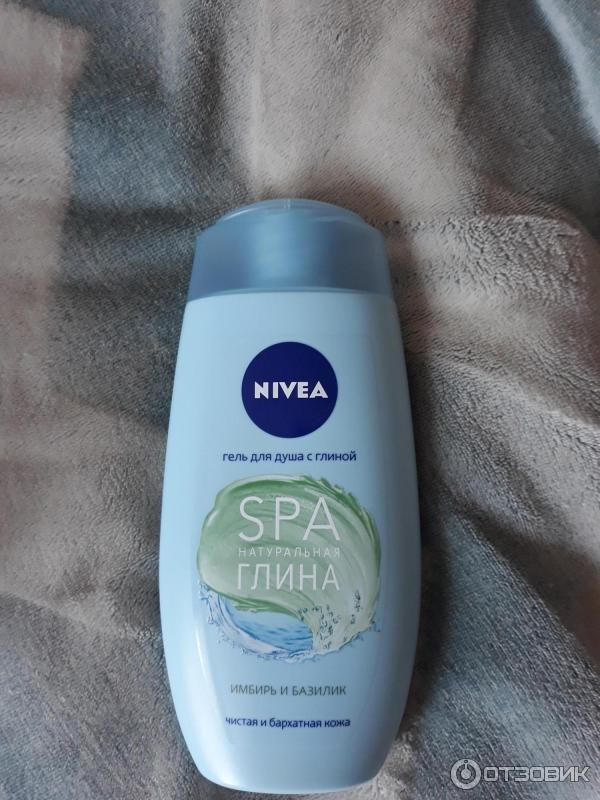 NIVEA
гель для душа с глиной
SPA
НАТУРАЛЬНАЯ
ГЛИНА
ИМБИРЬ И БАЗИЛИК
чистая и бархатная кожа
ОТЗОВИК